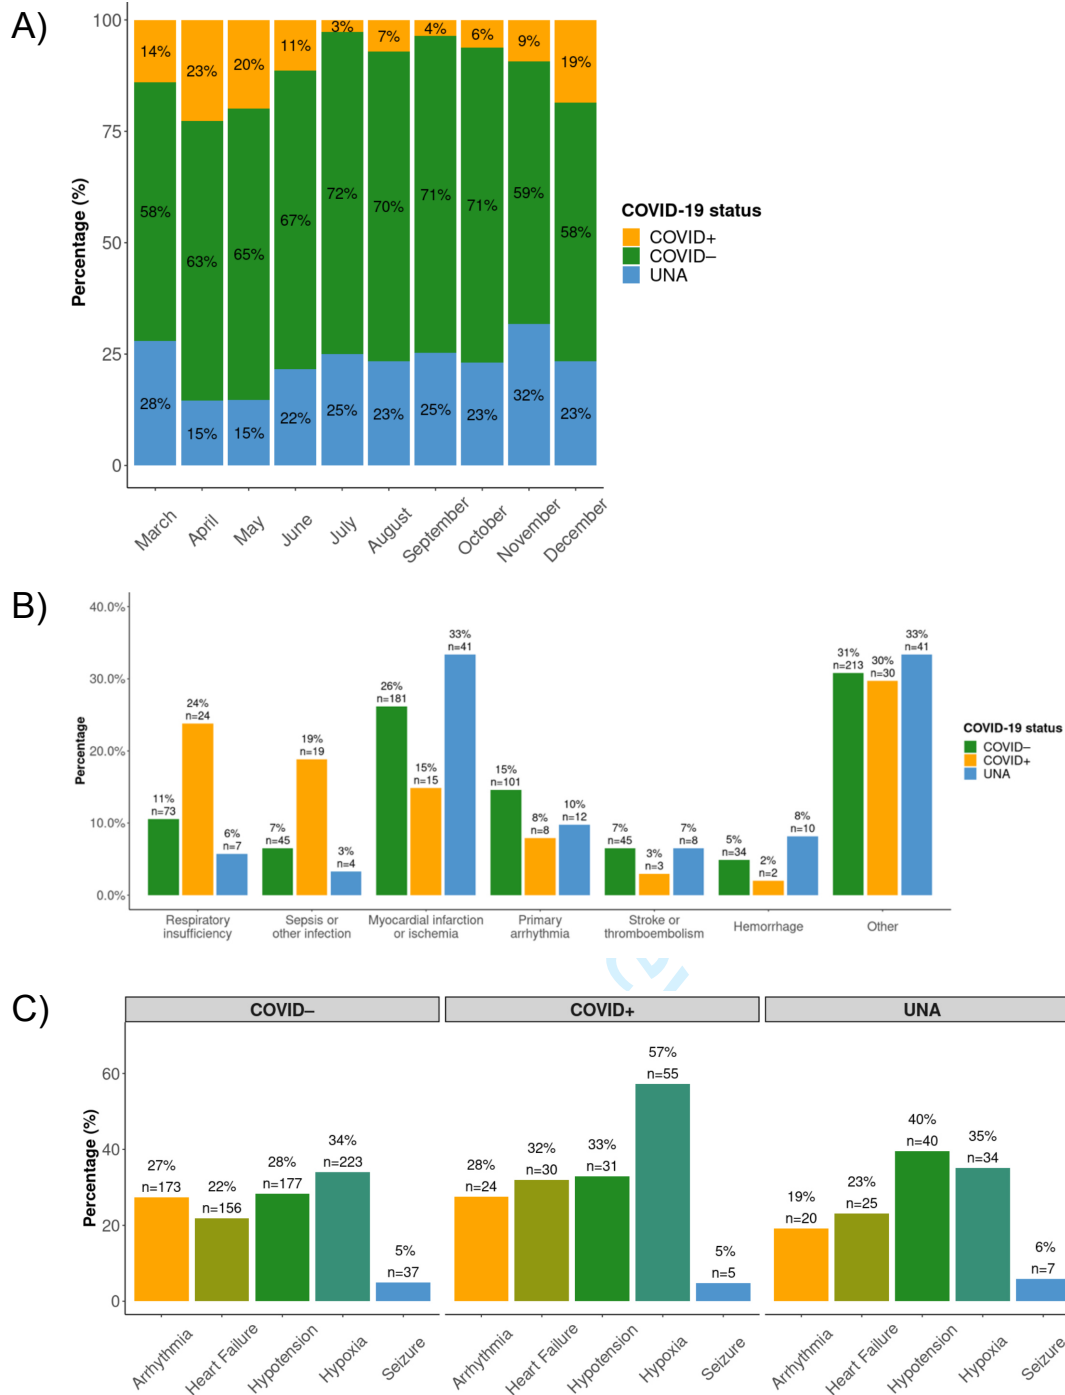 A)
100
75
50
25
0
Percentage (%)
14%
23%
20%
11%
3%
7%
4%
6%
9%
19%
58%
63%
65%
67%
72%
70%
71%
71%
59%
58%
28%
15%
15%
22%
25%
23%
25%
23%
32%
23%
March
April
May
June
July
August
September
October
November
December
COVID-19 status
COVID+
COVID–
UNA
B)
40.0%
30.0%
20.0%
10.0%
0.0%
Percentage
11%
n=73
24%
n=24
6%
n=7
7%
n=45
19%
n=19
3%
n=4
26%
n=181
15%
n=15
33%
n=41
15%
n=101
8%
n=8
10%
n=12
7%
n=45
3%
n=3
7%
n=8
5%
n=34
2%
n=2
8%
n=10
31%
n=213
30%
n=30
33%
n=41
Respiratory
insufficiency
Sepsis or
other infection
Myocardial infarction
or ischemia
Primary
arrhythmia
Stroke or
thromboembolism
Hemorrhage
Other
COVID-19 status
COVID–
COVID+
UNA
C)
COVID–
COVID+
UNA
60
40
20
0
Percentage (%)
27%
n=173
22%
n=156
28%
n=177
34%
n=223
5%
n=37
28%
n=24
32%
n=30
33%
n=31
57%
n=55
5%
n=5
19%
n=20
23%
n=25
40%
n=40
35%
n=34
6%
n=7
Arrhythmia
Heart Failure
Hypotension
Hypoxia
Seizure
Arrhythmia
Heart Failure
Hypotension
Hypoxia
Seizure
Arrhythmia
Heart Failure
Hypotension
Hypoxia
Seizure